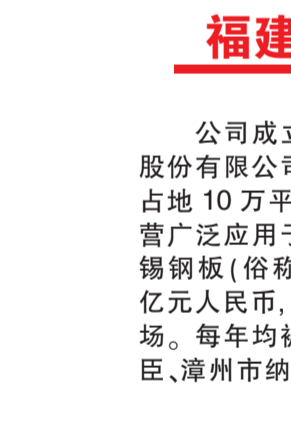 福建
公司成立
股份有限公司
占地 10 万平
营广泛应用于
锡钢板(俗称
亿元人民币,
场。每年均被
臣、漳州市纳